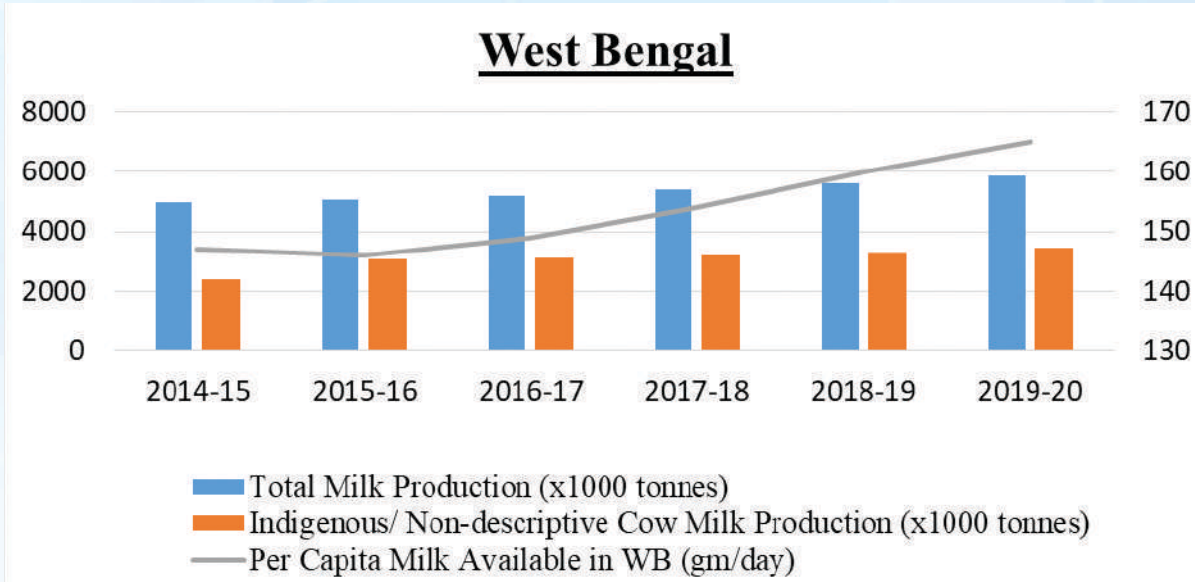 West Bengal
8000
6000
4000
2000
0
170
160
150
140
130
2014-15 2015-16 2016-17 2017-18 2018-19 2019-20
Total Milk Production (x1000 tonnes)
Indigenous/ Non-descriptive Cow Milk Production (x1000 tonnes)
Per Capita Milk Available in WB (gm/day)